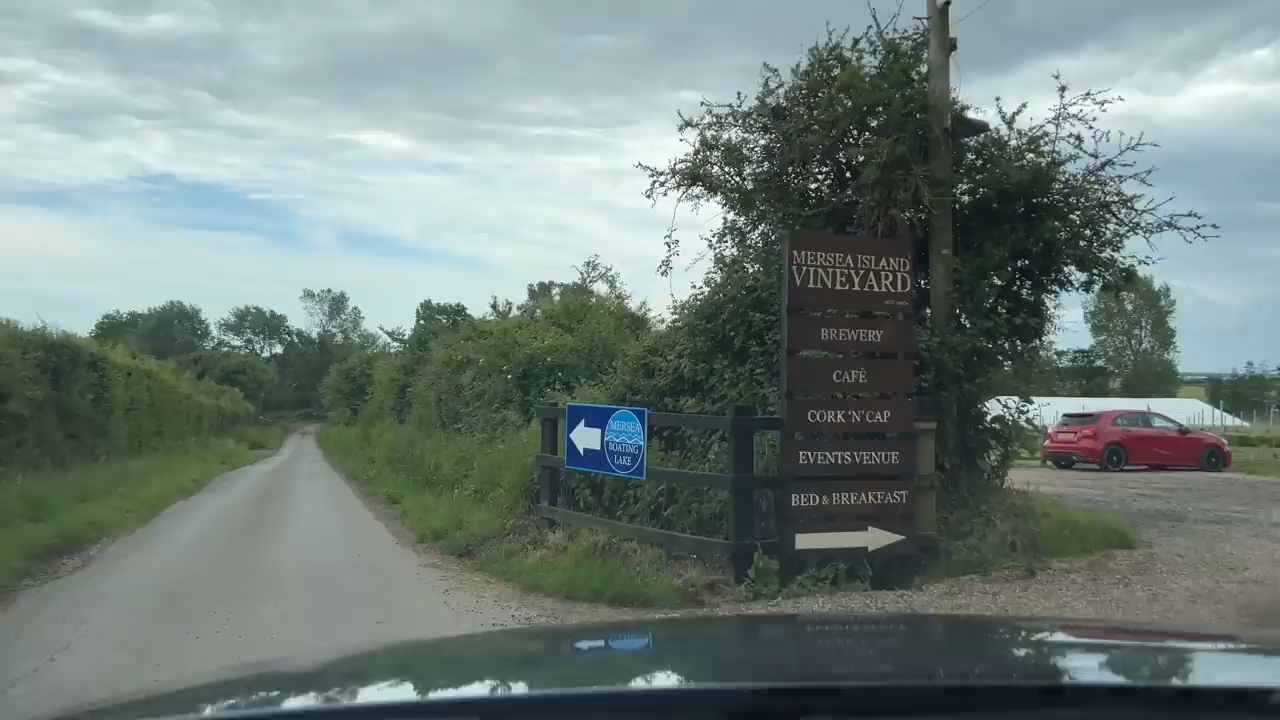 MERSEA
BOATING
LAKE
MERSEA ISLAND
VINEYARD
BREWERY
CAFÉ
CORK 'N' CAP
EVENTS VENUE
BED & BREAKFAST